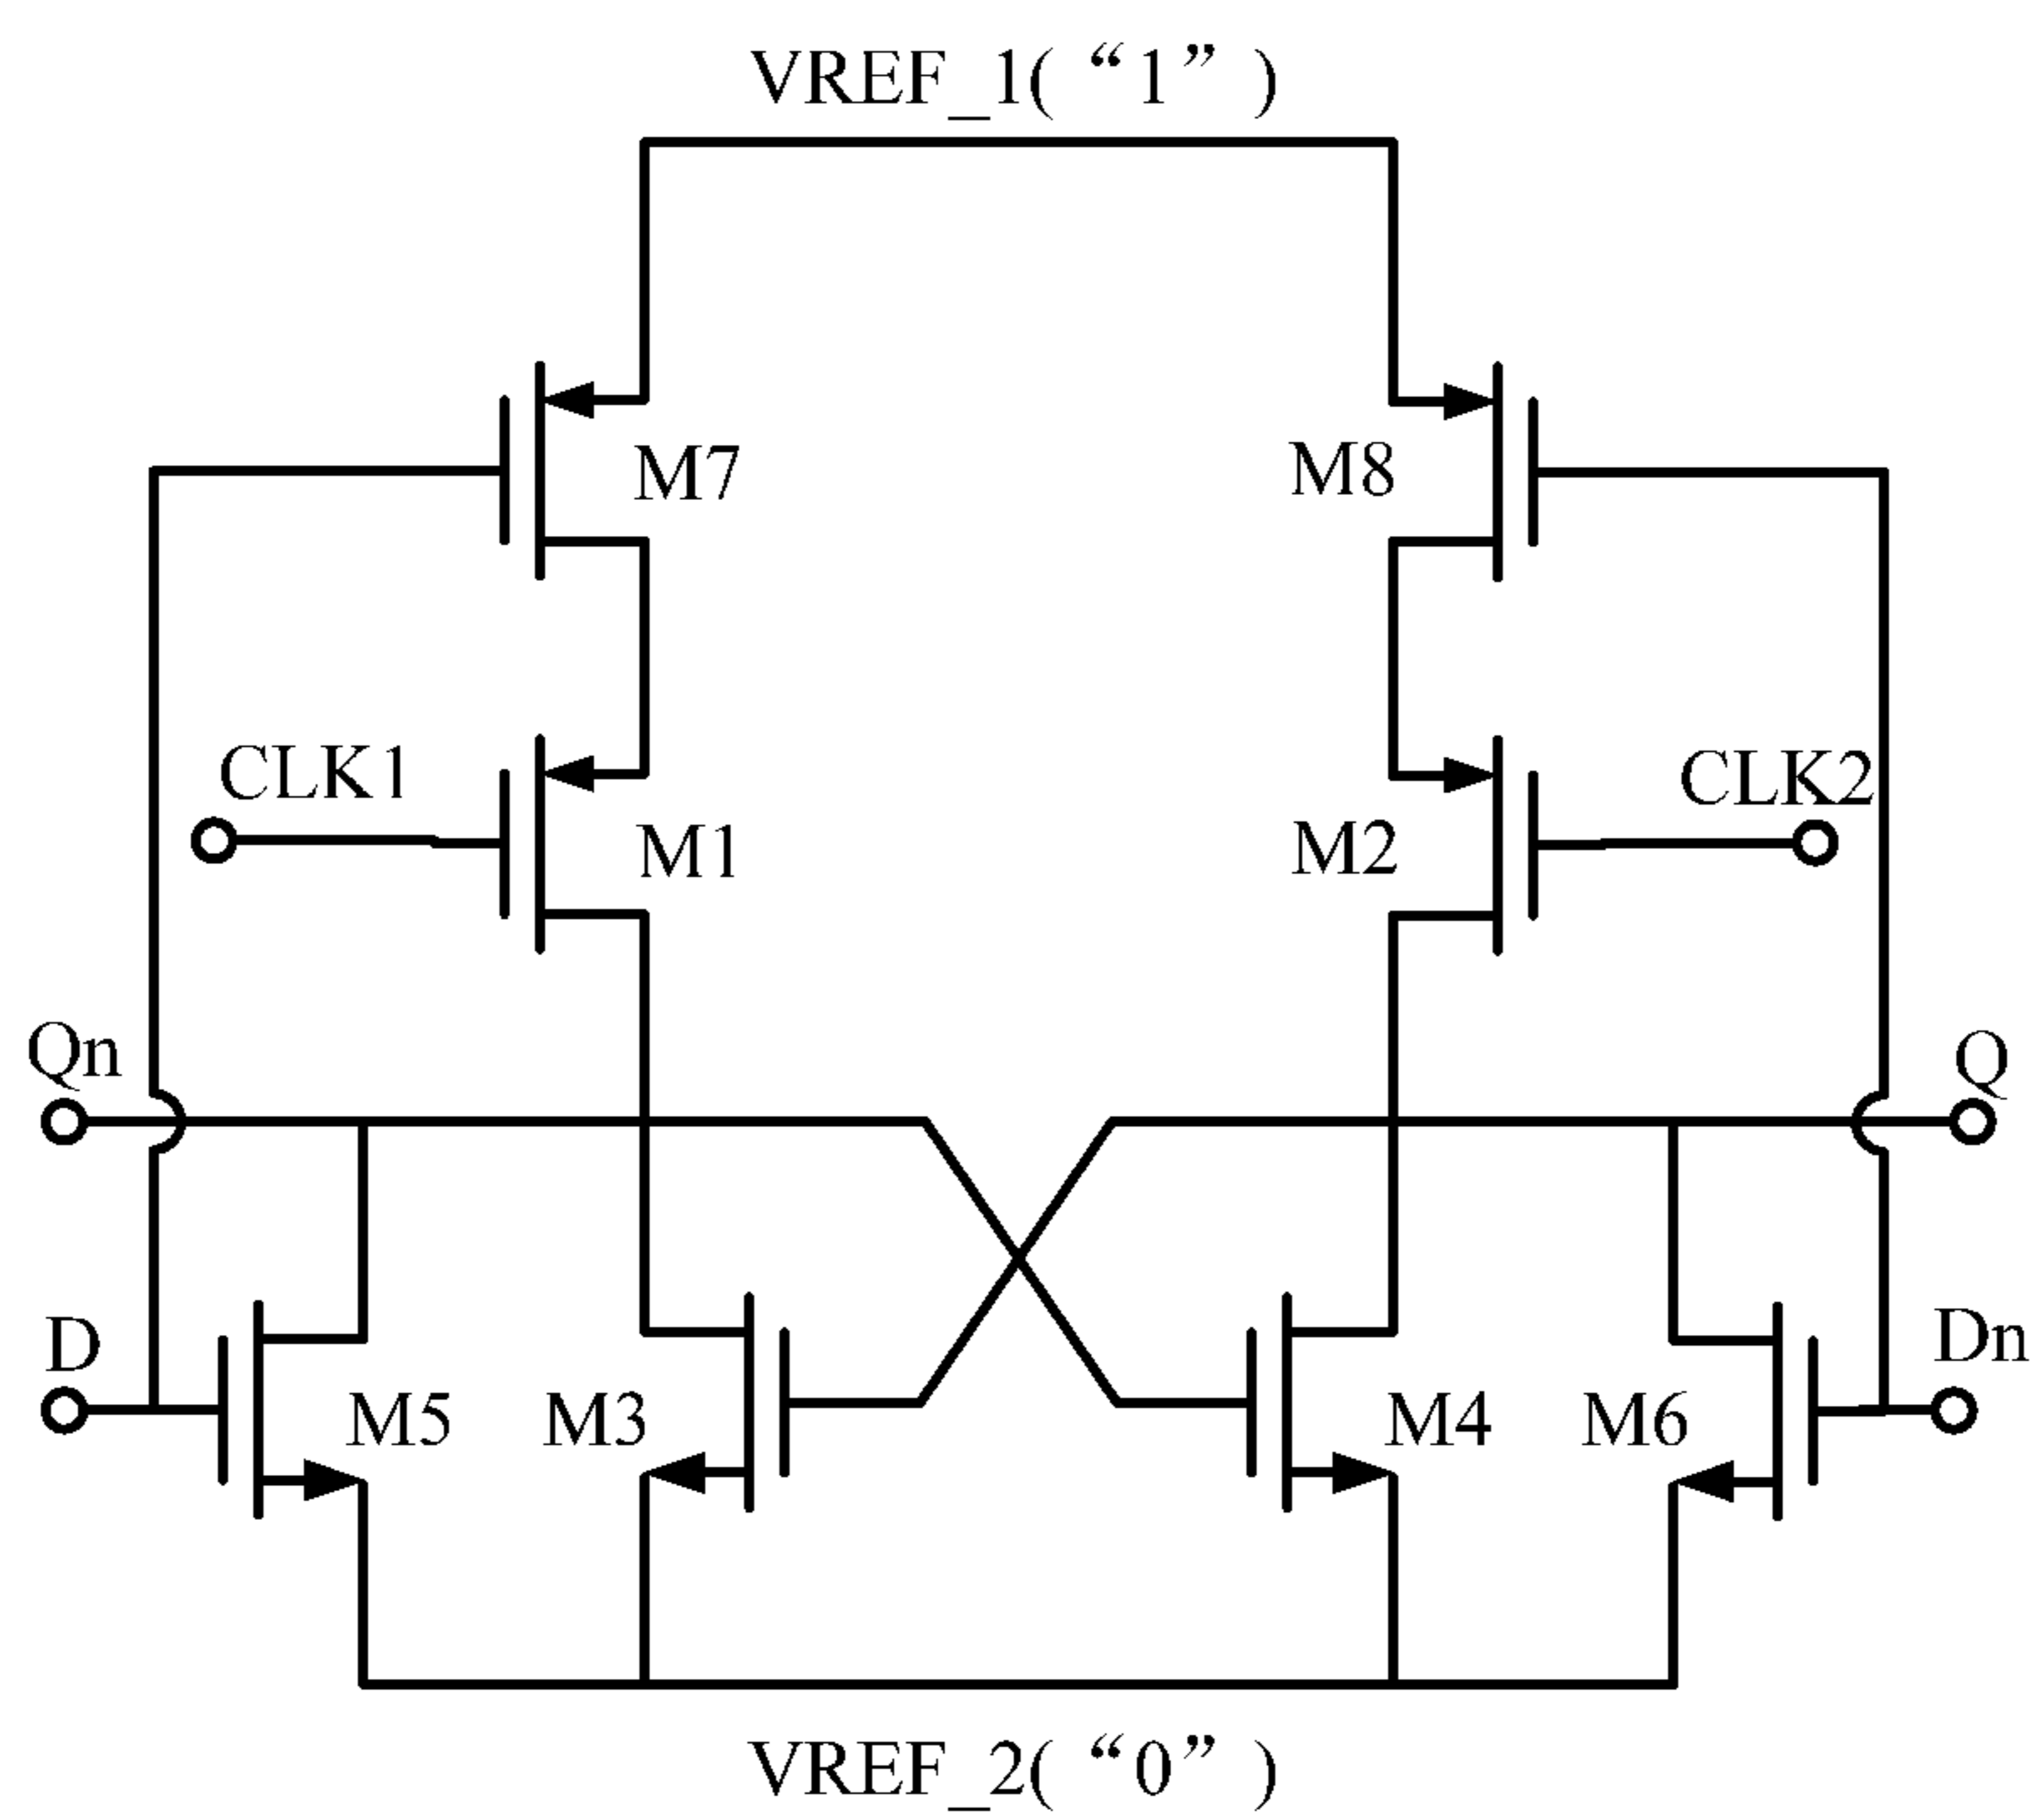 VREF_1( “1” )
M7
M8
CLK1
CLK2
M1
M2
Qn
Q
D
Dn
M5
M3
M4
M6
VREF_2( “0” )